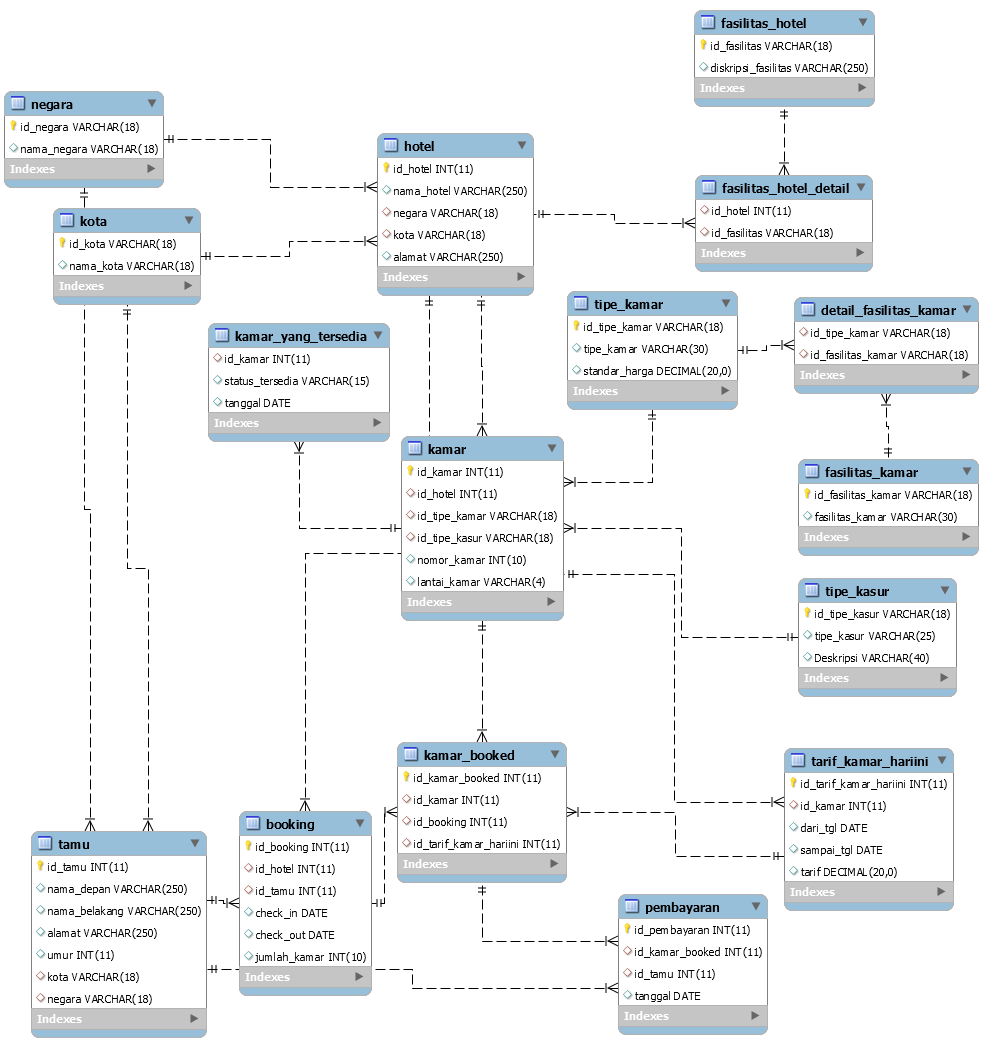 fasilitas_hotel
id_fasilitas VARCHAR(18)
diskripsi_fasilitas VARCHAR(250)
Indexes
negara
id_negara VARCHAR(18)
nama_negara VARCHAR(18)
Indexes
hotel
id_hotel INT(11)
nama_hotel VARCHAR(250)
negara VARCHAR(18)
kota VARCHAR(18)
alamat VARCHAR(250)
Indexes
fasilitas_hotel_detail
id_hotel INT(11)
id_fasilitas VARCHAR(18)
Indexes
kota
id_kota VARCHAR(18)
nama_kota VARCHAR(18)
Indexes
kamar_yang_tersedia
id_kamar INT(11)
status_tersedia VARCHAR(15)
tanggal DATE
Indexes
tipe_kamar
id_tipe_kamar VARCHAR(18)
tipe_kamar VARCHAR(30)
standar_harga DECIMAL(20,0)
Indexes
detail_fasilitas_kamar
id_tipe_kamar VARCHAR(18)
id_fasilitas_kamar VARCHAR(18)
Indexes
kamar
id_kamar INT(11)
id_hotel INT(11)
id_tipe_kamar VARCHAR(18)
id_tipe_kasur VARCHAR(18)
nomor_kamar INT(10)
lantai_kamar VARCHAR(4)
Indexes
fasilitas_kamar
id_fasilitas_kamar VARCHAR(18)
fasilitas_kamar VARCHAR(30)
Indexes
tipe_kasur
id_tipe_kasur VARCHAR(18)
tipe_kasur VARCHAR(25)
Deskripsi VARCHAR(40)
Indexes
kamar_booked
id_kamar_booked INT(11)
id_kamar INT(11)
id_booking INT(11)
id_tarif_kamar_hariini INT(11)
Indexes
tarif_kamar_hariini
id_tarif_kamar_hariini INT(11)
id_kamar INT(11)
dari_tgl DATE
sampai_tgl DATE
tarif DECIMAL(20,0)
Indexes
tamu
id_tamu INT(11)
nama_depan VARCHAR(250)
nama_belakang VARCHAR(250)
alamat VARCHAR(250)
umur INT(11)
kota VARCHAR(18)
negara VARCHAR(18)
Indexes
booking
id_booking INT(11)
id_hotel INT(11)
id_tamu INT(11)
check_in DATE
check_out DATE
jumlah_kamar INT(10)
Indexes
pembayaran
id_pembayaran INT(11)
id_kamar_booked INT(11)
id_tamu INT(11)
tanggal DATE
Indexes